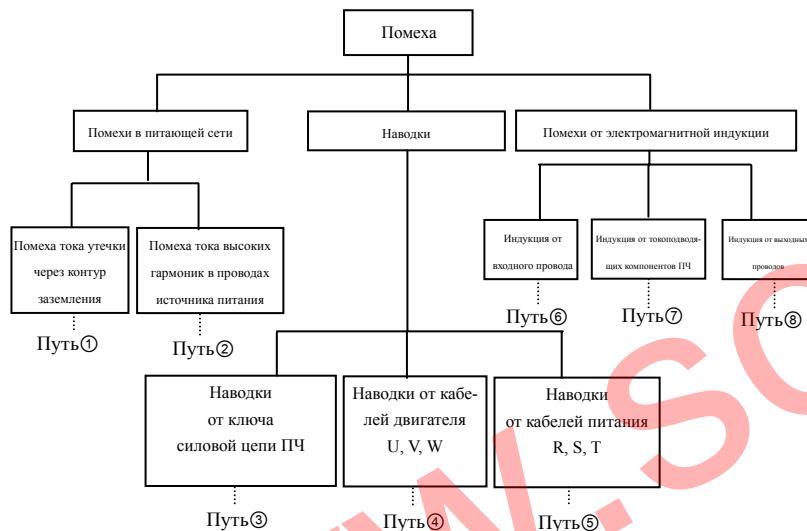 Помеха
Помехи в питающей сети
Наводки
Помехи от электромагнитной индукции
Помеха тока утечки
через контур
заземления
Помеха тока высоких
гармоник в проводах
источника питания
Индукция от
входного провода
Индукция от токоподводя-
щих компонентов ПЧ
Индукция от выходных
проводов
Путь①
Путь②
Путь⑥
Путь⑦
Путь⑧
Наводки
от ключа
силовой цепи ПЧ
Наводки от кабе-
лей двигателя
U, V, W
Наводки
от кабелей питания
R, S, T
Путь③
Путь④
Путь⑤
W.SO